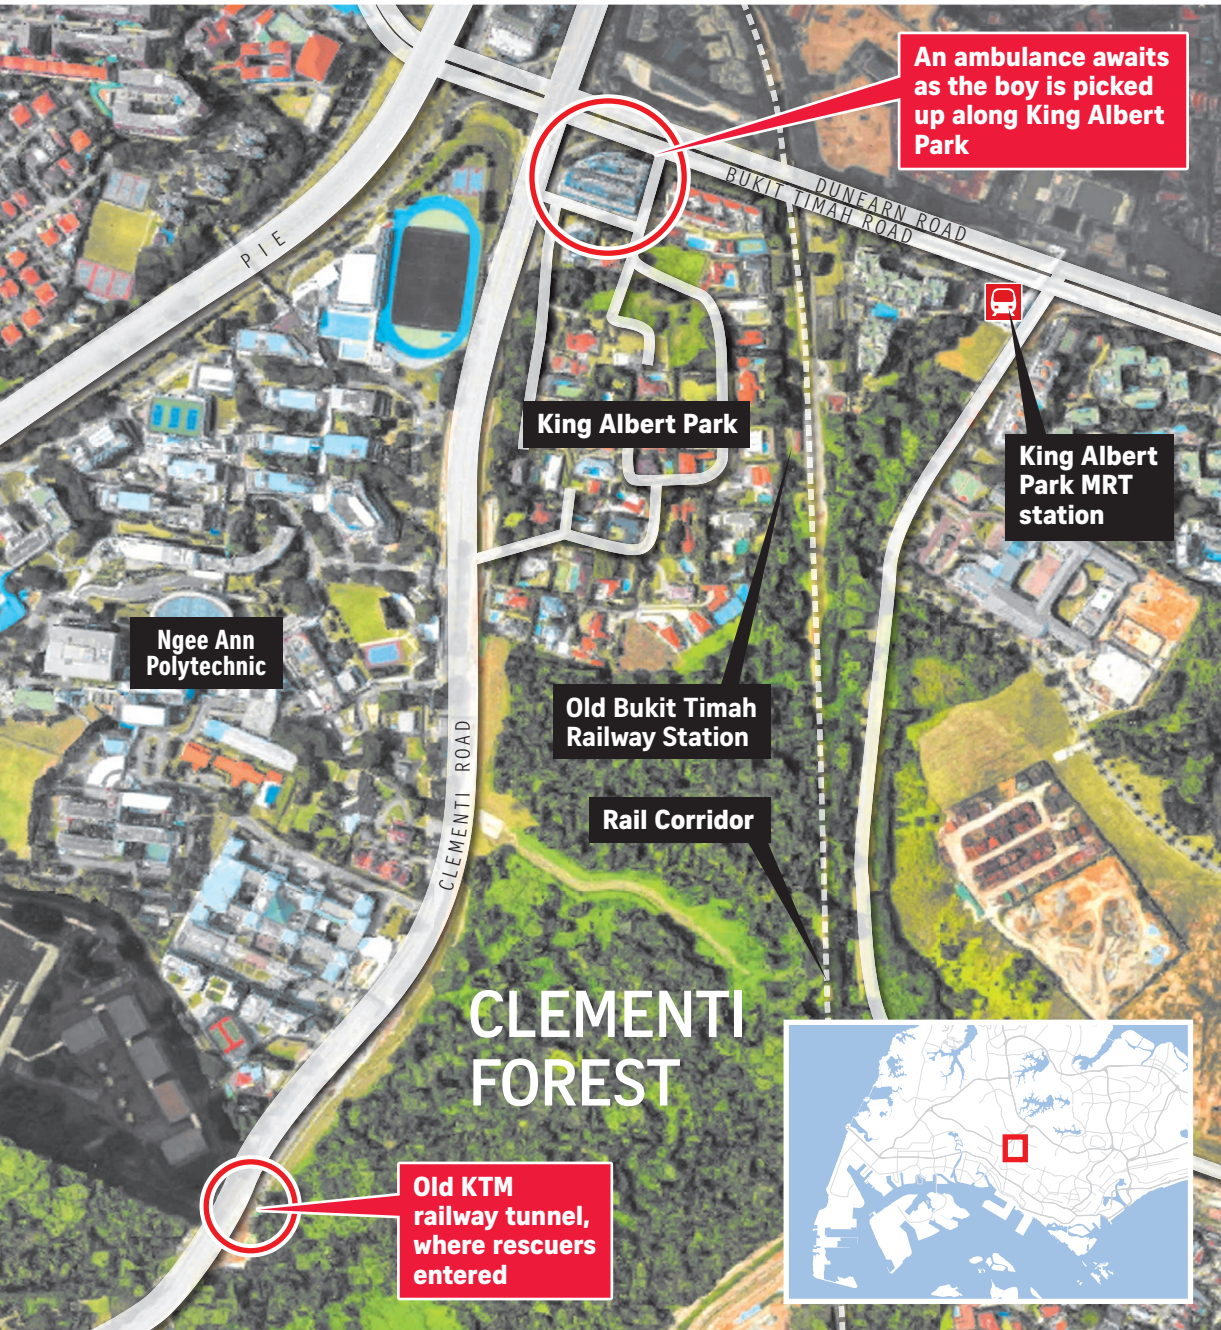 An ambulance awaits
as the boy is picked
up along King Albert
Park
DUNEARN ROAD
BUKIT TIMAH ROAD
PIE
King Albert Park
King Albert
Park MRT
station
Ngee Ann
Polytechnic
Old Bukit Timah
Railway Station
CLEMENTI ROAD
Rail Corridor
CLEMENTI
FOREST
Old KTM
railway tunnel,
where rescuers
entered